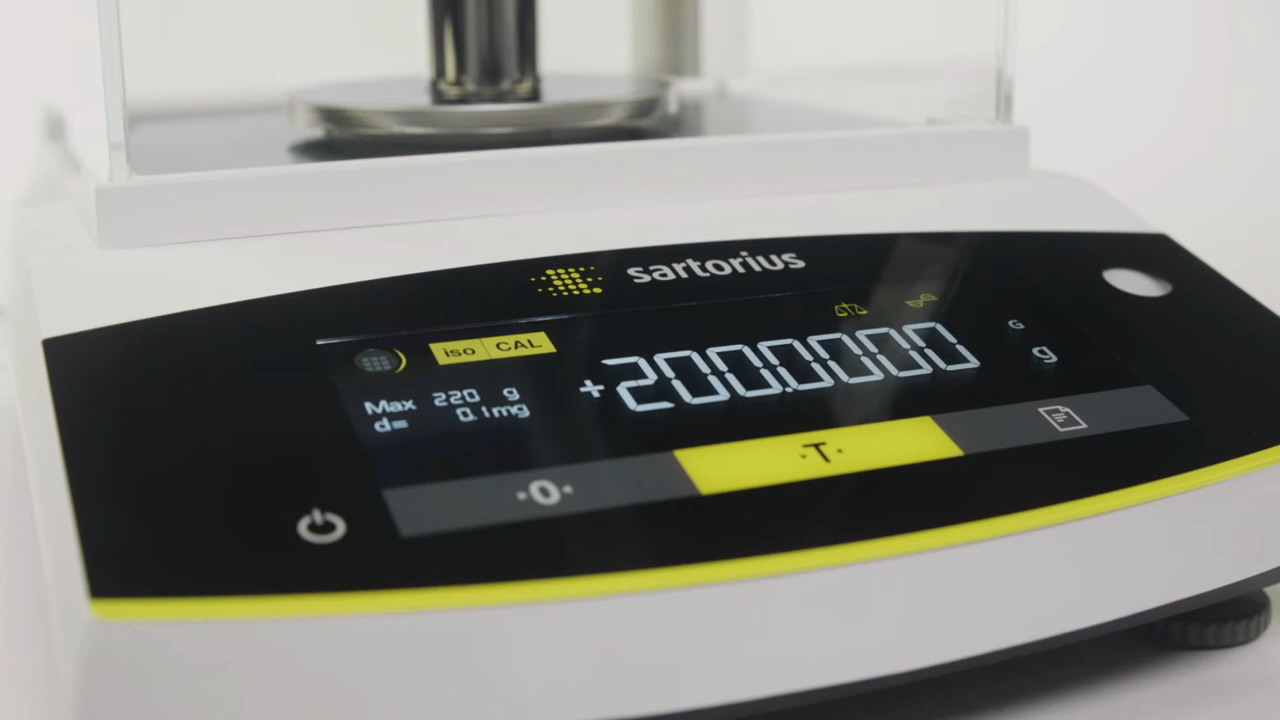 sartorius
iso CAL
Max 220 g
d= 0.1mg
+200.0000 g
G
·0·
·T·